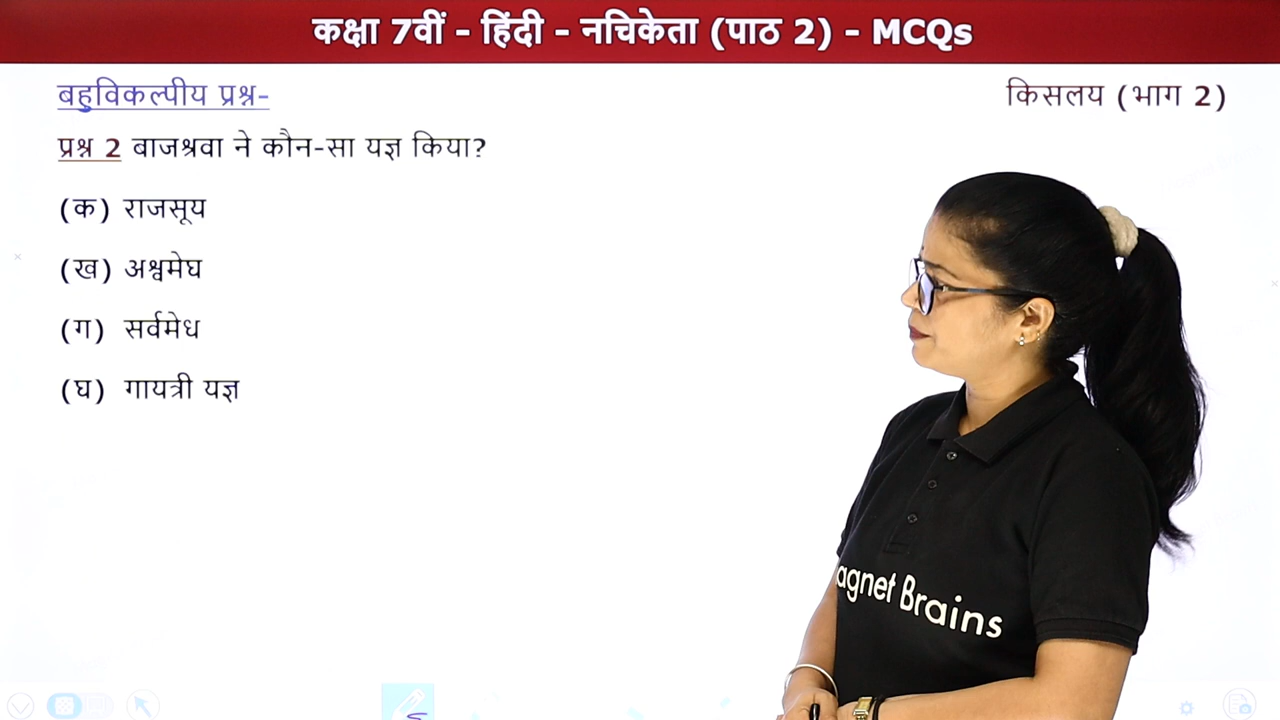 कक्षा 7वीं - हिंदी - नचिकेता (पाठ 2) - MCQs
बहुविकल्पीय प्रश्न-
किसलय (भाग 2)
प्रश्न 2 बाजश्रवा ने कौन-सा यज्ञ किया?
(क) राजसूय
(ख) अश्वमेघ
(ग) सर्वमेध
(घ) गायत्री यज्ञ
agnet Brains